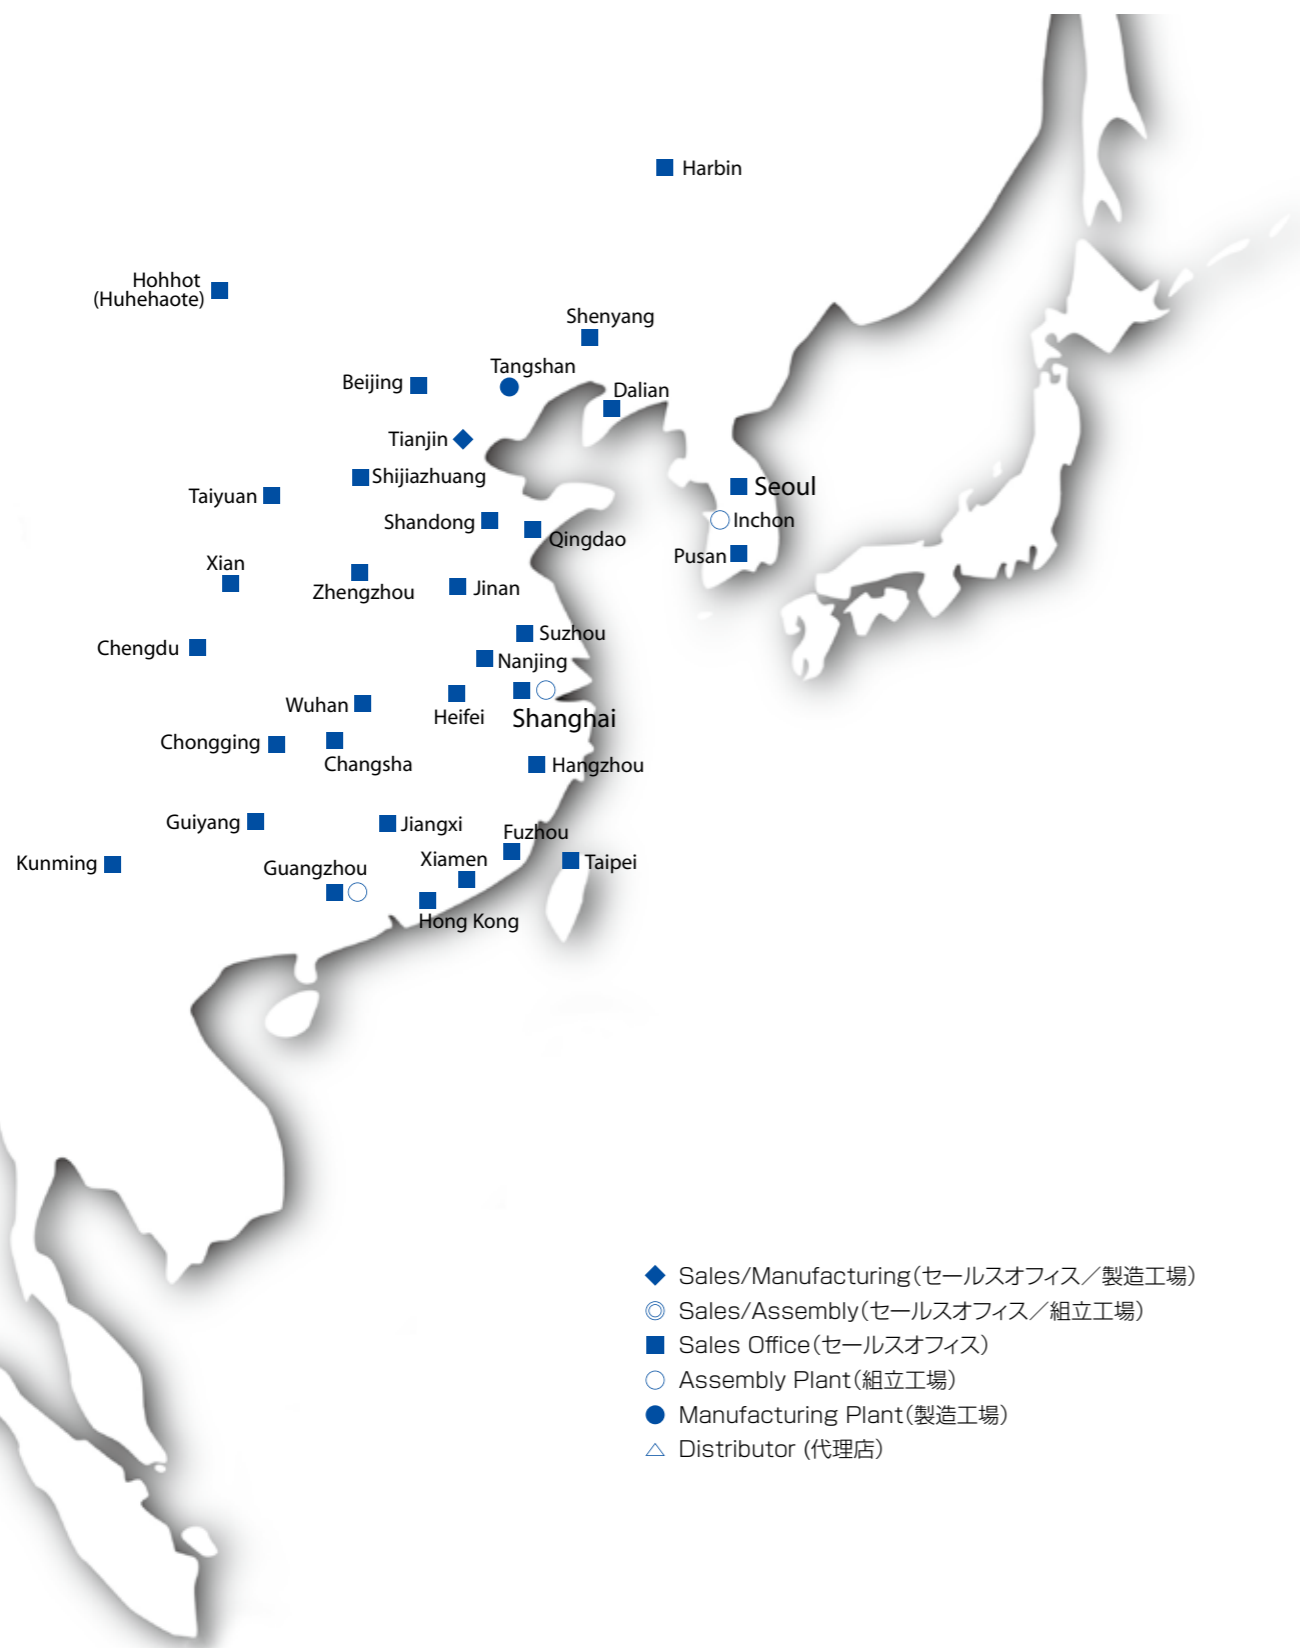 Harbin
Hohhot
(Huhehaote)
Shenyang
Tangshan
Beijing
Dalian
Tianjin
Shijiazhuang
Taiyuan
Seoul
Shandong
Inchon
Qingdao
Pusan
Xian
Zhengzhou
Jinan
Suzhou
Chengdu
Nanjing
Wuhan
Heifei
Shanghai
Chongging
Changsha
Hangzhou
Guiyang
Jiangxi
Fuzhou
Kunming
Guangzhou
Xiamen
Taipei
Hong Kong
Sales/Manufacturing(セールスオフィス／製造工場)
Sales/Assembly(セールスオフィス／組立工場)
Sales Office(セールスオフィス)
Assembly Plant(組立工場)
Manufacturing Plant(製造工場)
Distributor (代理店)